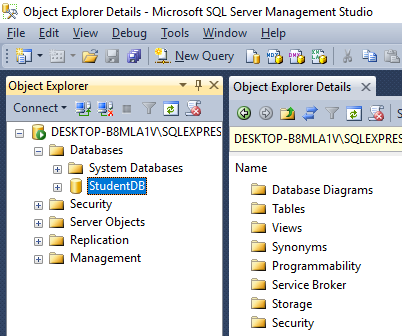 Object Explorer Details - Microsoft SQL Server Management Studio
File Edit View Debug Tools Window Community Help
New Query
Object Explorer
Connect
DESKTOP-B8MLA1V\SQLEXPRES
Databases
System Databases
StudentDB
Security
Server Objects
Replication
Management
Object Explorer Details
DESKTOP-B8MLA1V\SQLEXPRES
Name
Database Diagrams
Tables
Views
Synonyms
Programmability
Service Broker
Storage
Security